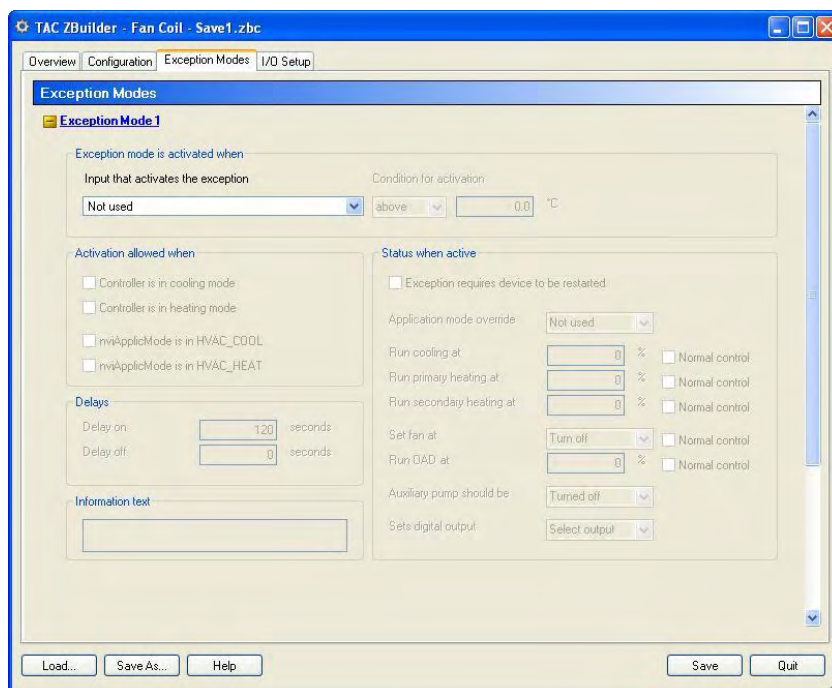 TAC ZBuilder - Fan Coil - Save1.zbc
Overview Configuration Exception Modes I/O Setup
Exception Modes
Exception Mode 1
Exception mode is activated when
Input that activates the exception Condition for activation
Not used above 0.0 °C
Activation allowed when
Controller is in cooling mode
Controller is in heating mode
nviApplicMode is in HVAC_COOL
nviApplicMode is in HVAC_HEAT
Delays
Delay on 120 seconds
Delay off 0 seconds
Information text
Status when active
Exception requires device to be restarted
Application mode override Not used
Run cooling at 0 % Normal control
Run primary heating at 0 % Normal control
Run secondary heating at 0 % Normal control
Set fan at Turn off Normal control
Run OAD at 0 % Normal control
Auxiliary pump should be Turned off
Sets digital output Select output
Load... Save As... Help Save Quit